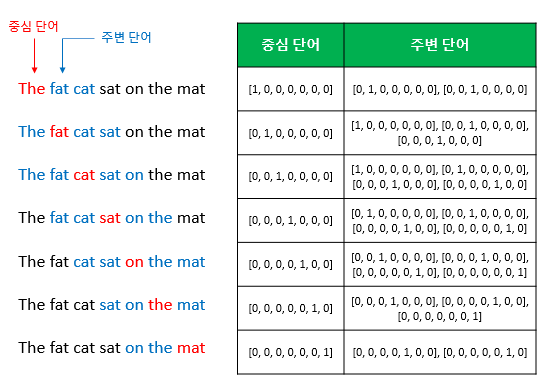 중심 단어
주변 단어
The fat cat sat on the mat
The fat cat sat on the mat
The fat cat sat on the mat
The fat cat sat on the mat
The fat cat sat on the mat
The fat cat sat on the mat
The fat cat sat on the mat
중심 단어 주변 단어
[1, 0, 0, 0, 0, 0, 0] [0, 1, 0, 0, 0, 0, 0], [0, 0, 1, 0, 0, 0, 0]
[0, 1, 0, 0, 0, 0, 0] [1, 0, 0, 0, 0, 0, 0], [0, 0, 1, 0, 0, 0, 0],
[0, 0, 0, 1, 0, 0, 0]
[0, 0, 1, 0, 0, 0, 0] [1, 0, 0, 0, 0, 0, 0], [0, 1, 0, 0, 0, 0, 0],
[0, 0, 0, 1, 0, 0, 0], [0, 0, 0, 0, 1, 0, 0]
[0, 0, 0, 1, 0, 0, 0] [0, 1, 0, 0, 0, 0, 0], [0, 0, 1, 0, 0, 0, 0],
[0, 0, 0, 0, 1, 0, 0], [0, 0, 0, 0, 0, 1, 0]
[0, 0, 0, 0, 1, 0, 0] [0, 0, 1, 0, 0, 0, 0], [0, 0, 0, 1, 0, 0, 0],
[0, 0, 0, 0, 0, 1, 0], [0, 0, 0, 0, 0, 0, 1]
[0, 0, 0, 0, 0, 1, 0] [0, 0, 0, 1, 0, 0, 0], [0, 0, 0, 0, 1, 0, 0],
[0, 0, 0, 0, 0, 0, 1]
[0, 0, 0, 0, 0, 0, 1] [0, 0, 0, 0, 1, 0, 0], [0, 0, 0, 0, 0, 1, 0]